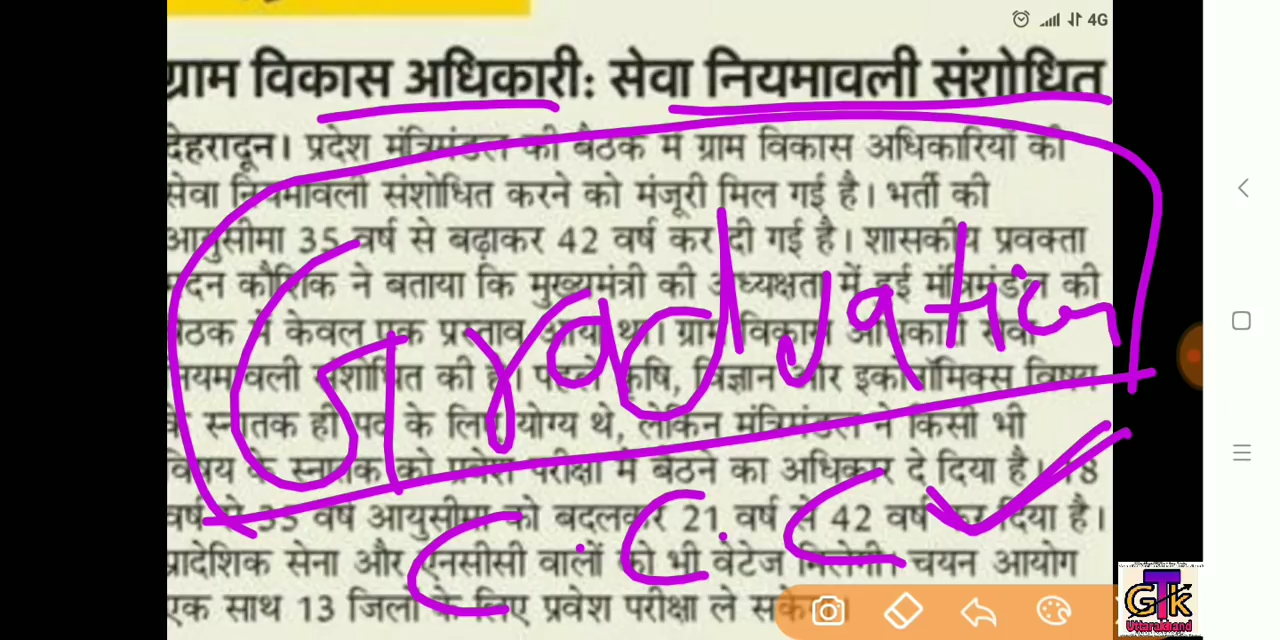 4G
ग्राम विकास अधिकारी: सेवा नियमावली संशोधित
देहरादून। प्रदेश मंत्रिमंडल की बैठक में ग्राम विकास अधिकारियों की
सेवा नियमावली संशोधित करने को मंजूरी मिल गई है। भर्ती की
आयुसीमा 35 वर्ष से बढ़ाकर 42 वर्ष कर दी गई है। शासकीय प्रवक्ता
मदन कौशिक ने बताया कि मुख्यमंत्री की अध्यक्षता में हुई मंत्रिमंडल की
बैठक में केवल एक प्रस्ताव आया था। ग्राम विकास अधिकारी सेवा
नियमावली संशोधित की है। पहले कृषि, विज्ञान और इकोनॉमिक्स विषय
के स्नातक ही पद के लिए योग्य थे, लेकिन मंत्रिमंडल ने किसी भी
विषय के स्नातक को प्रवेश परीक्षा में बैठने का अधिकार दे दिया है। 18
वर्ष से 35 वर्ष आयुसीमा को बदलकर 21 वर्ष से 42 वर्ष कर दिया है।
प्रादेशिक सेना और एनसीसी वालों को भी वेटेज मिलेगी। चयन आयोग
एक साथ 13 जिलों के लिए प्रवेश परीक्षा ले सकेगा।
Graduation
C.C.C
GTK
Uttarakhand